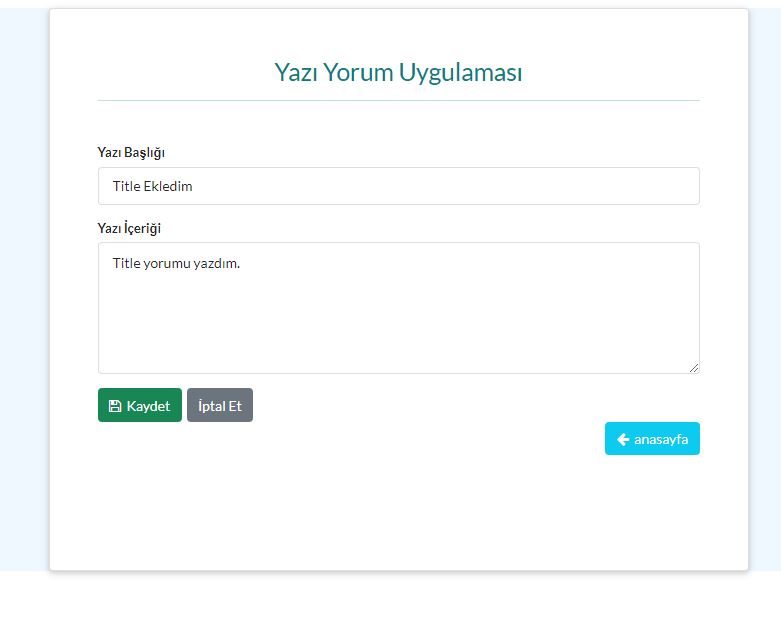 Yazı Yorum Uygulaması
Yazı Başlığı
Title Ekledim
Yazı İçeriği
Title yorumu yazdım.
Kaydet İptal Et
anasayfa